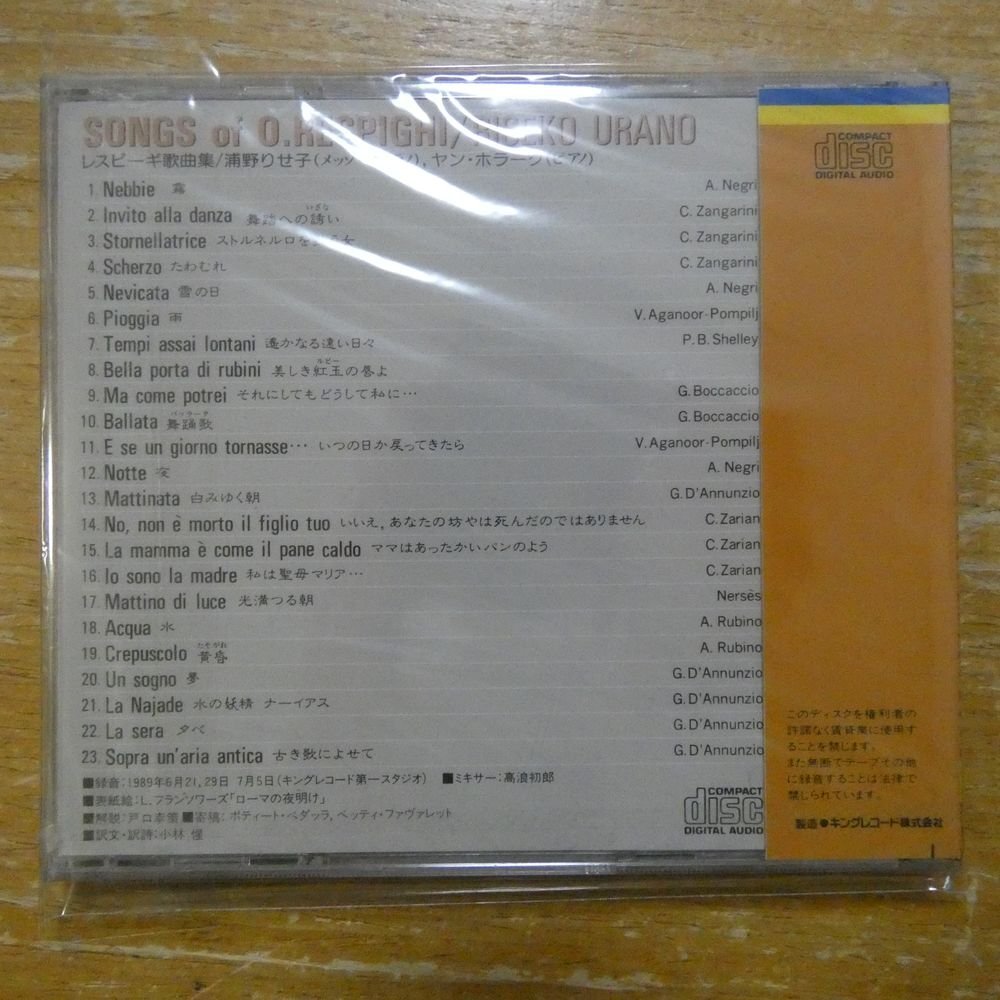 SONGS of O.RESPIGHI/RISEKO URANO
レスピーギ歌曲集/浦野りせ子(メッゾ・ソプラノ), ヤン・ホラーク(ピアノ)
1. Nebbie 霧 A. Negri
2. Invito alla danza 舞踏への誘い いざな C. Zangarini
3. Stornellatrice ストルネルロを 女 C. Zangarini
4. Scherzo たわむれ C. Zangarini
5. Nevicata 雪の日 A. Negri
6. Pioggia 雨 V. Aganoor-Pompilj
7. Tempi assai lontani 遙かなる遠い日々 P. B. Shelley
8. Bella porta di rubini 美しき紅玉の唇よ ルビー
9. Ma come potrei それにしてもどうして私に… G. Boccaccio
10. Ballata 舞踊歌 バッラータ G. Boccaccio
11. E se un giorno tornasse… いつの日か戻ってきたら V. Aganoor-Pompilj
12. Notte 夜 A. Negri
13. Mattinata 白みゆく朝 G. D'Annunzio
14. No, non è morto il figlio tuo いいえ, あなたの坊やは死んだのではありません C. Zarian
15. La mamma è come il pane caldo ママはあったかいパンのよう C. Zarian
16. Io sono la madre 私は聖母マリア… C. Zarian
17. Mattino di luce 光満つる朝 Nersès
18. Acqua 水 A. Rubino
19. Crepuscolo 黄昏 たそがれ A. Rubino
20. Un sogno 夢 G. D'Annunzio
21. La Najade 水の妖精 ナーイアス G. D'Annunzio
22. La sera 夕べ G. D'Annunzio
23. Sopra un'aria antica 古き歌によせて G. D'Annunzio
■録音:1989年6月21, 29日 7月5日(キングレコード第一スタジオ) ■ミキサー:高浪初郎
■表紙絵:L. フランソワーズ「ローマの夜明け」
■解説:戸口幸策 ■寄稿:ポティート・ペダッラ, ベッティ・ファヴァレット
■訳文・訳詩:小林 惺
COMPACT
disc
DIGITAL AUDIO
COMPACT
disc
DIGITAL AUDIO
このディスクを権利者の
許諾なく賃貸業に使用す
ることを禁じます。
また無断でテープその他
に録音することは法律で
禁じられています。
製造●キングレコード株式会社